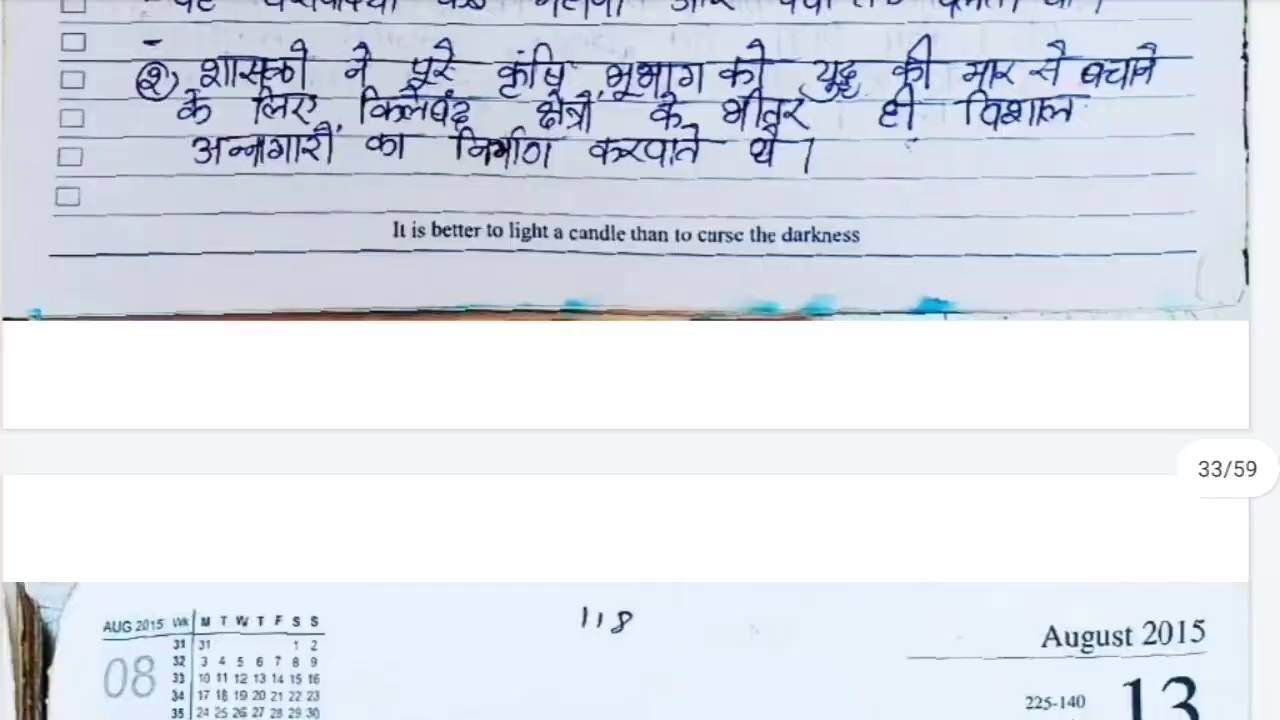 ② शासकों ने पूरे कृषि भूभाग को युद्ध की मार से बचाने
के लिए किलेबंद क्षेत्रों के भीतर ही विशाल
अन्नागारों का निर्माण करवाते थे।
It is better to light a candle than to curse the darkness
33/59
118
AUG 2015 Wk M T W T F S S
August 2015
08
31 31 1 2
32 3 4 5 6 7 8 9
33 10 11 12 13 14 15 16
34 17 18 19 20 21 22 23
35 24 25 26 27 28 29 30
225-140
13